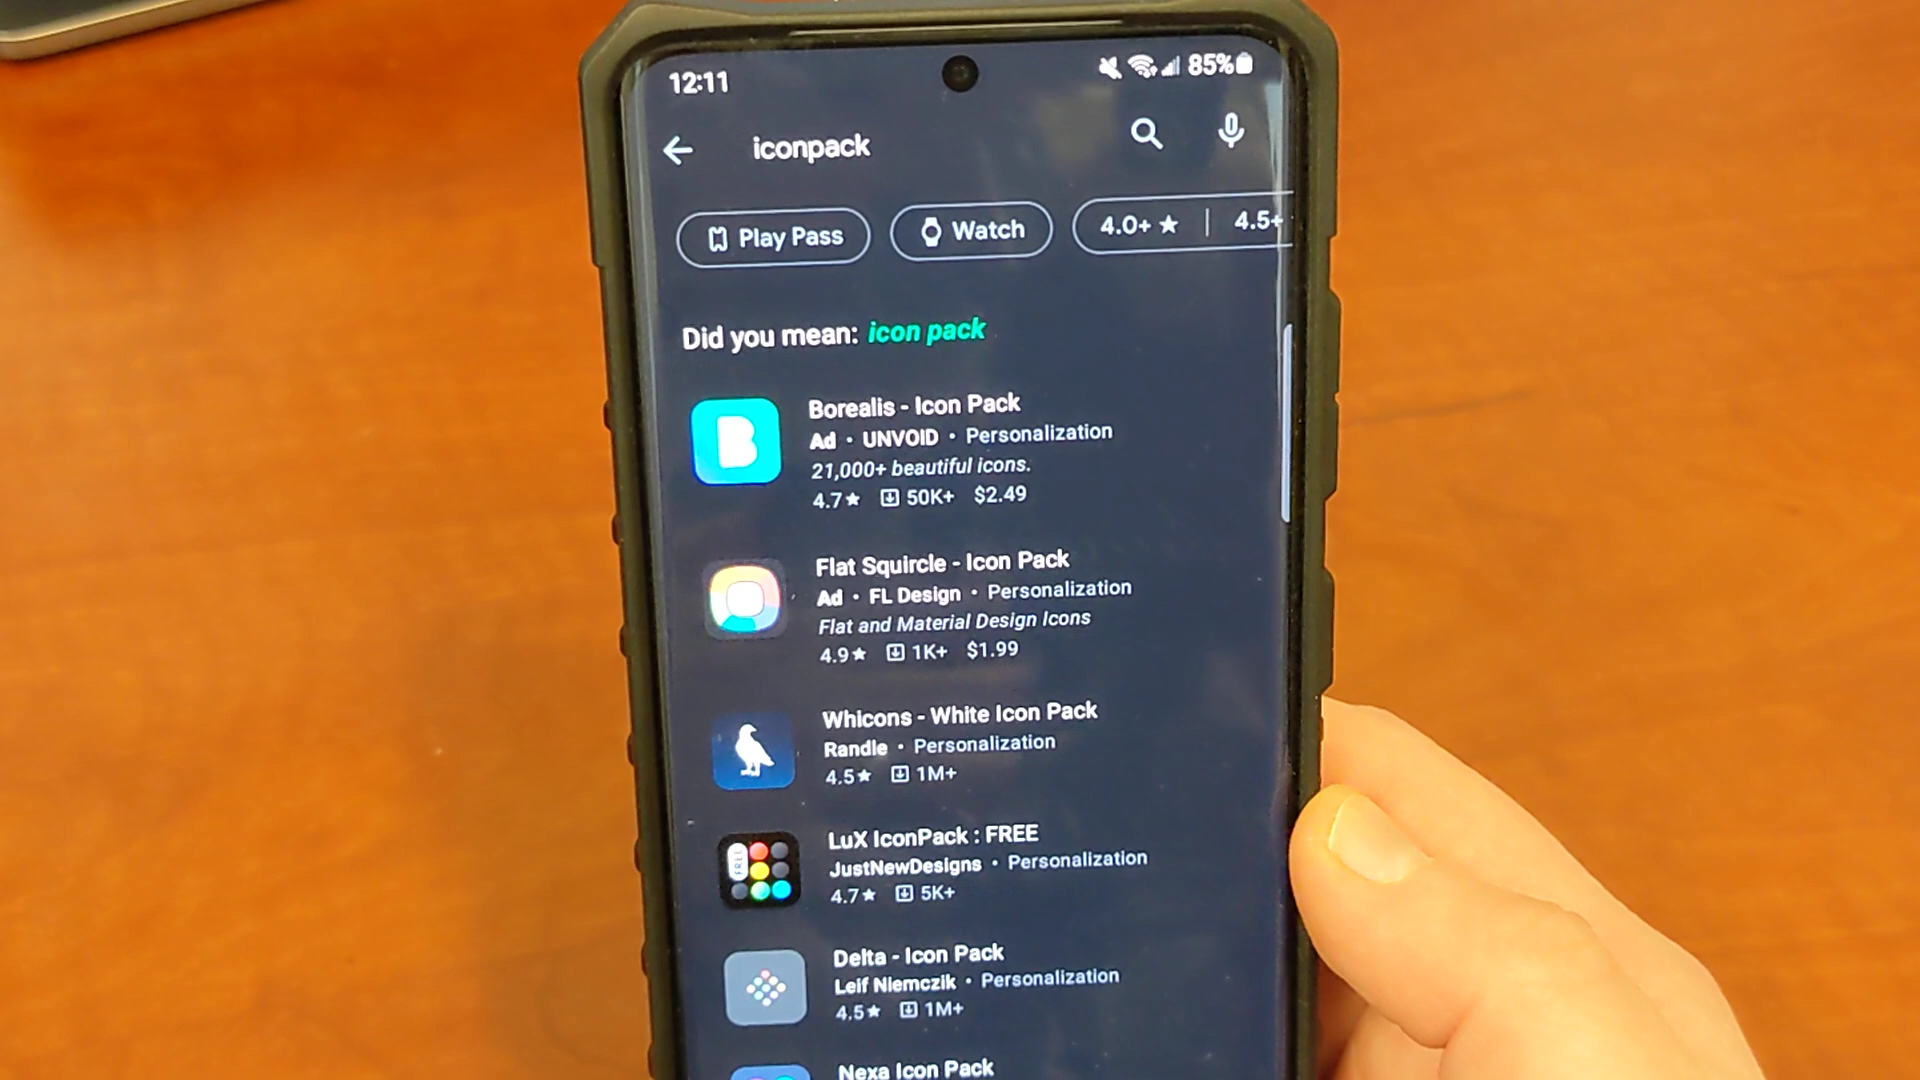 12:11 85%
iconpack
Play Pass Watch 4.0+ ★ | 4.5+
Did you mean: icon pack
B
Borealis - Icon Pack
Ad • UNVOID • Personalization
21,000+ beautiful icons.
4.7★ 50K+ $2.49
Flat Squircle - Icon Pack
Ad • FL Design • Personalization
Flat and Material Design Icons
4.9★ 1K+ $1.99
Whicons - White Icon Pack
Randle • Personalization
4.5★ 1M+
FREE
LuX IconPack : FREE
JustNewDesigns • Personalization
4.7★ 5K+
Delta - Icon Pack
Leif Niemczik • Personalization
4.5★ 1M+
Nexa Icon Pack